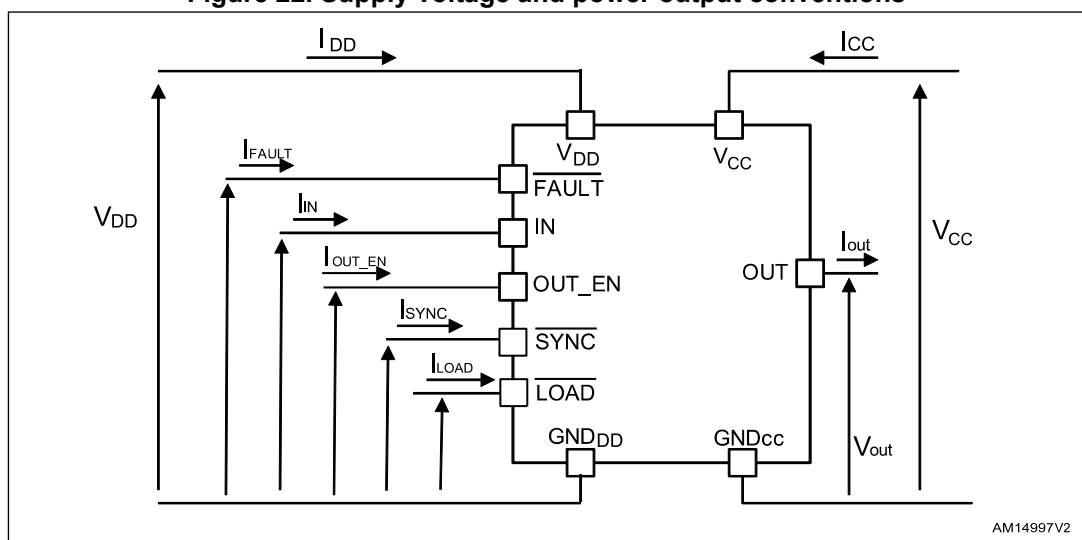 Figure 22. Supply voltage and power output conventions
I DD
ICC
VDD
VCC
IFAULT
FAULT
IIN
IN
VDD
VCC
Iout
IOUT_EN
OUT_EN
OUT
ISYNC
SYNC
ILOAD
LOAD
GNDDD
GNDcc
Vout
AM14997V2